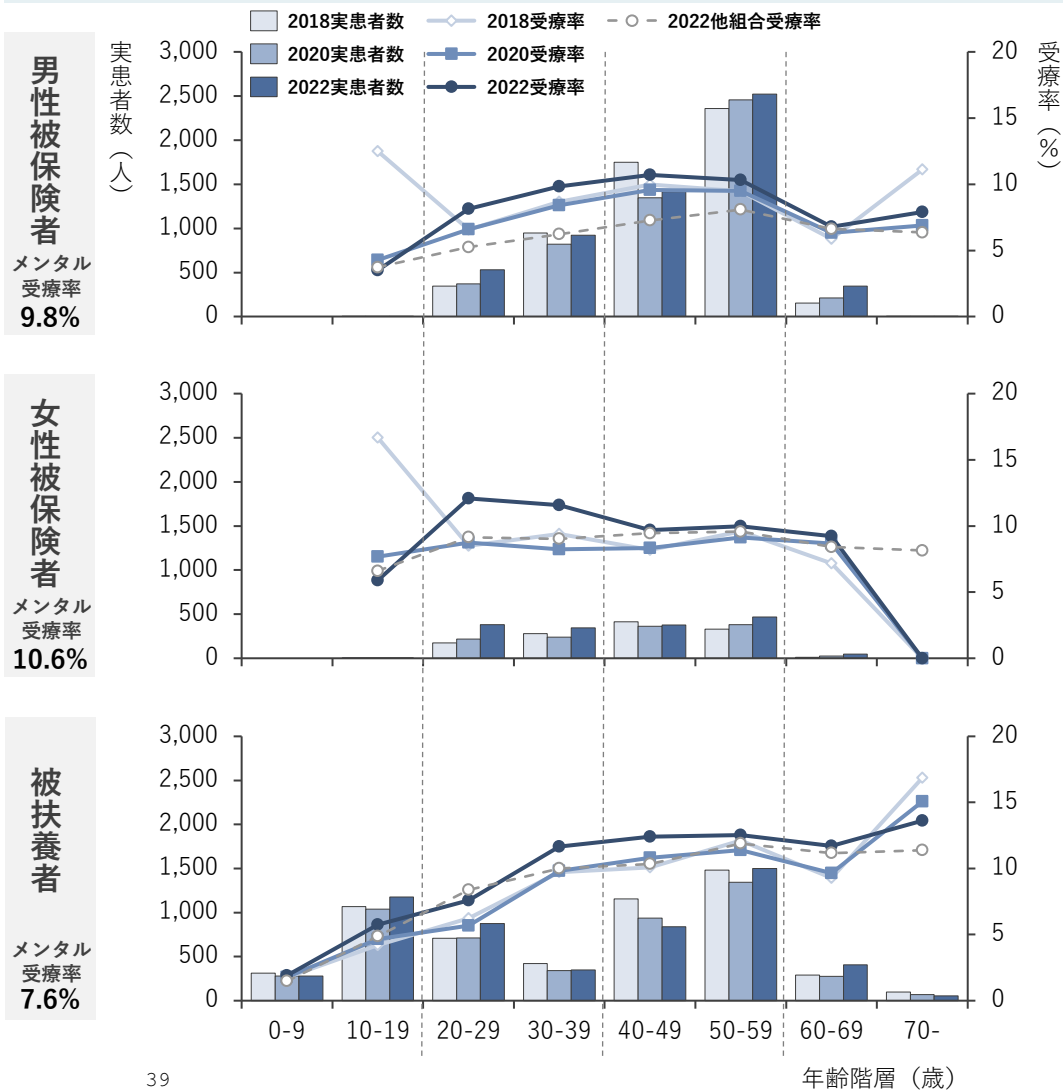 2018実患者数 2018受療率 2022他組合受療率
2020実患者数 2020受療率
2022実患者数 2022受療率
男性被保険者
メンタル
受療率
9.8%
実患者数（人）
3,000
2,500
2,000
1,500
1,000
500
0
受療率（%）
20
15
10
5
0
女性被保険者
メンタル
受療率
10.6%
3,000
2,500
2,000
1,500
1,000
500
0
20
15
10
5
0
被扶養者
メンタル
受療率
7.6%
3,000
2,500
2,000
1,500
1,000
500
0
20
15
10
5
0
0-9 10-19 20-29 30-39 40-49 50-59 60-69 70-
39
年齢階層（歳）